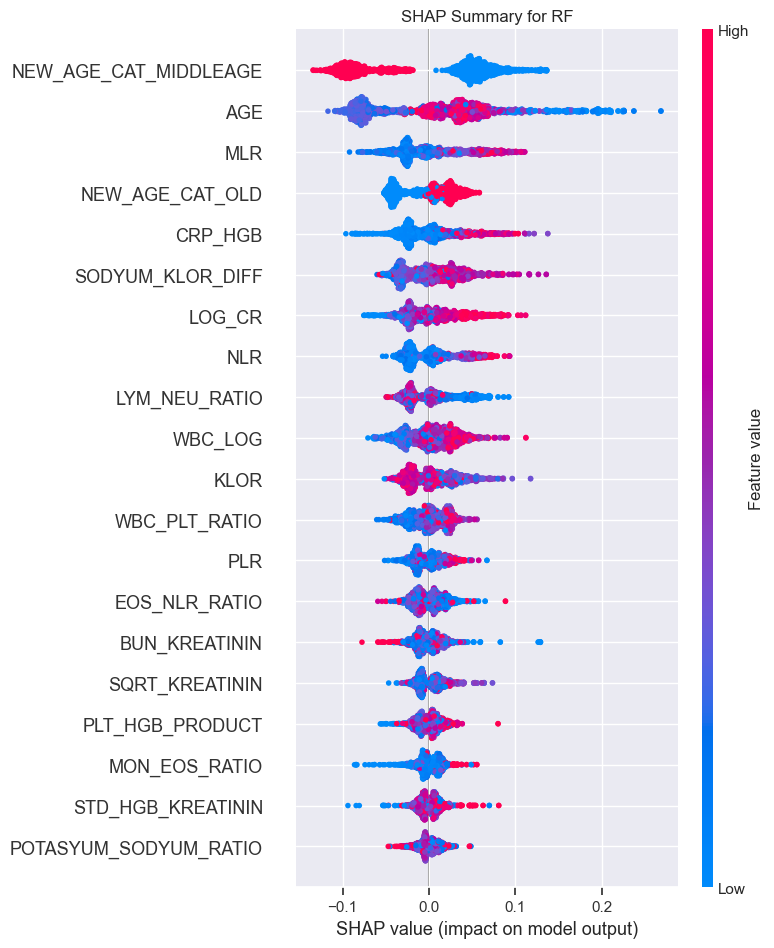 SHAP Summary for RF
High
NEW_AGE_CAT_MIDDLEAGE
AGE
MLR
NEW_AGE_CAT_OLD
CRP_HGB
SODYUM_KLOR_DIFF
LOG_CR
NLR
LYM_NEU_RATIO
WBC_LOG
KLOR
WBC_PLT_RATIO
PLR
EOS_NLR_RATIO
BUN_KREATININ
SQRT_KREATININ
PLT_HGB_PRODUCT
MON_EOS_RATIO
STD_HGB_KREATININ
POTASYUM_SODYUM_RATIO
Feature value
Low
−0.1 0.0 0.1 0.2
SHAP value (impact on model output)